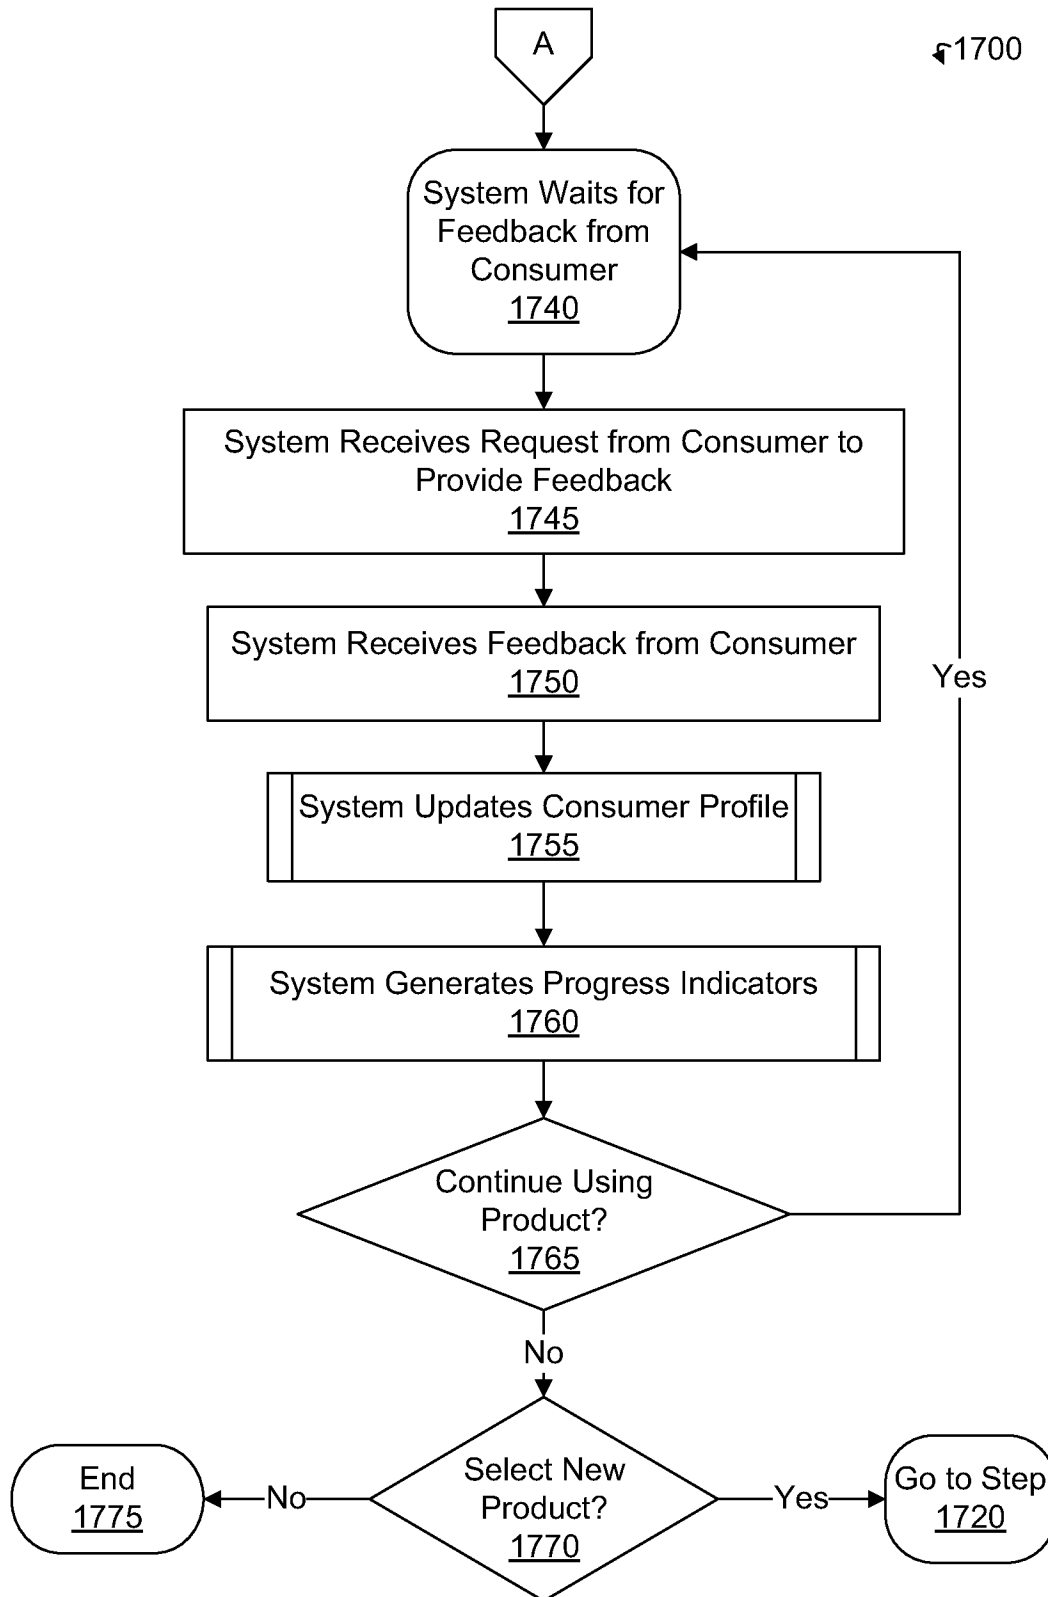 A
1700
System Waits for
Feedback from
Consumer
1740
System Receives Request from Consumer to
Provide Feedback
1745
System Receives Feedback from Consumer
1750
Yes
System Updates Consumer Profile
1755
System Generates Progress Indicators
1760
Continue Using
Product?
1765
No
End
1775
No
Select New
Product?
1770
Yes
Go to Step
1720